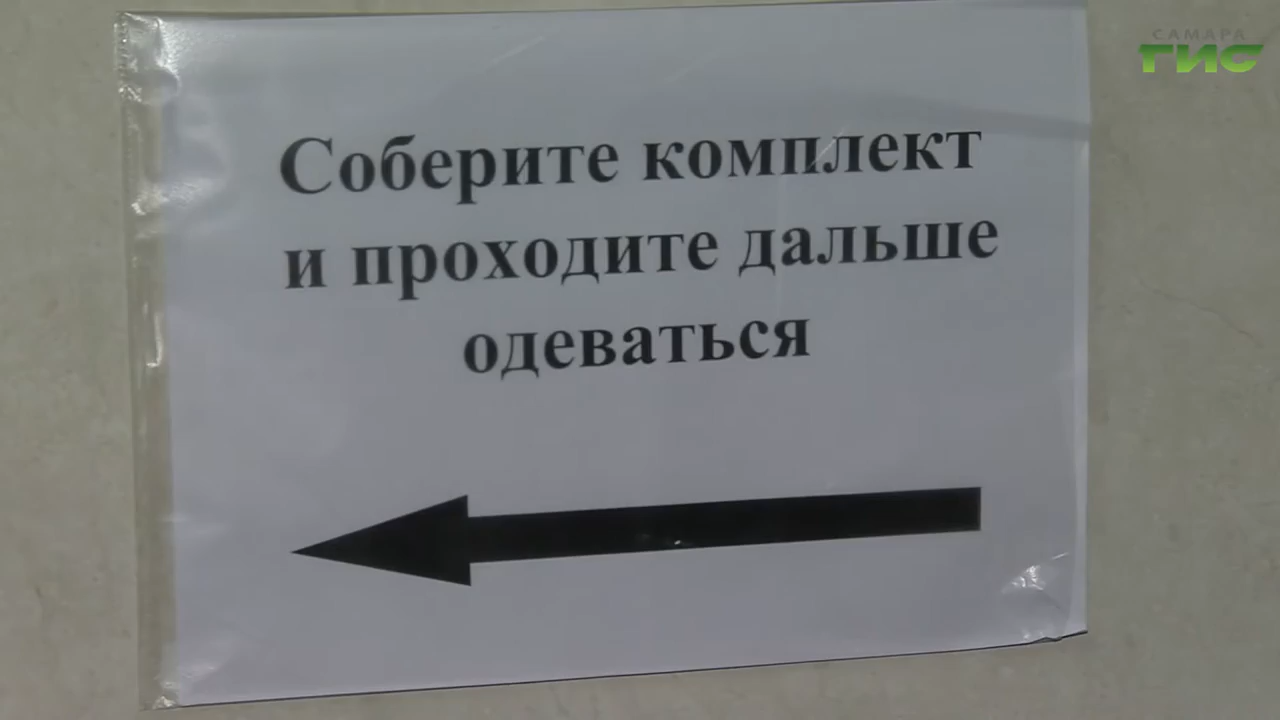 САМАРА
ГИС
Соберите комплект
и проходите дальше
одеваться